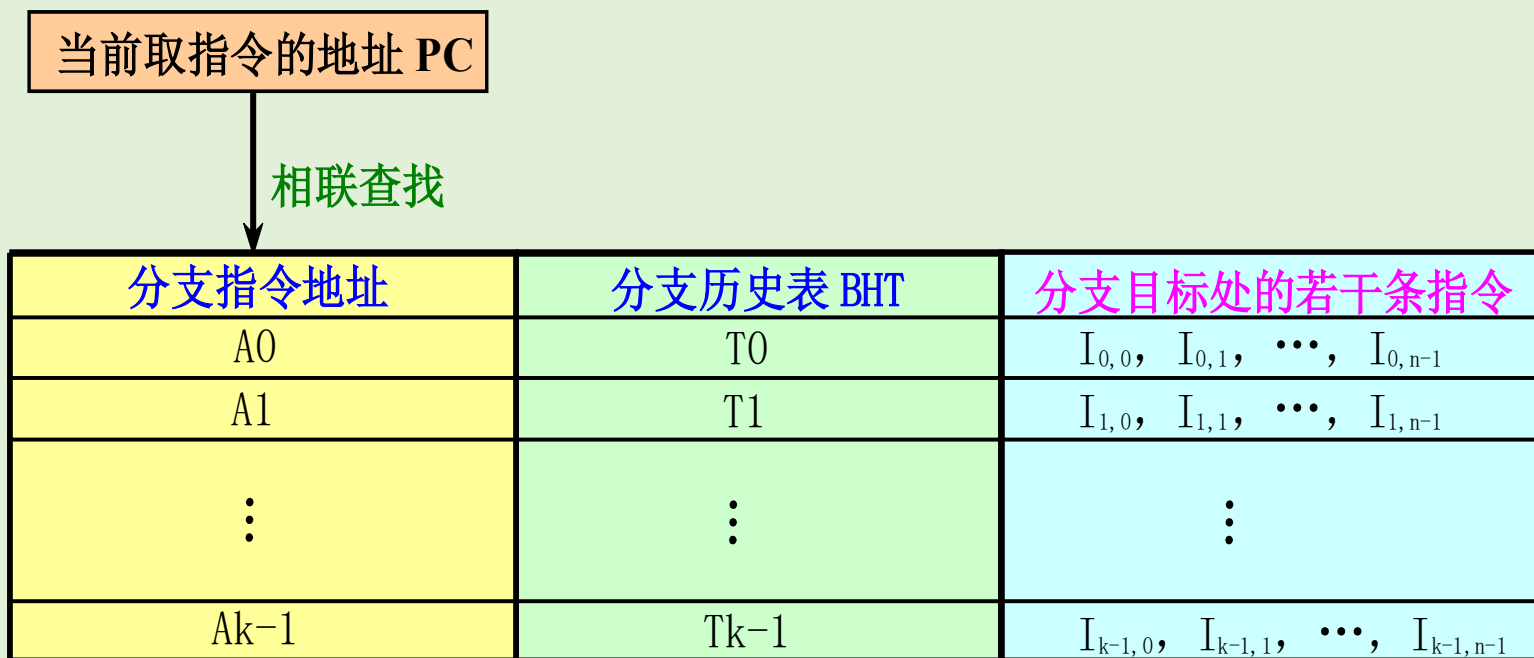 当前取指令的地址 PC
相联查找
分支指令地址 分支历史表 BHT 分支目标处的若干条指令
A0 T0 I0,0, I0,1, …, I0,n-1
A1 T1 I1,0, I1,1, …, I1,n-1
⋮ ⋮ ⋮
Ak-1 Tk-1 Ik-1,0, Ik-1,1, …, Ik-1,n-1